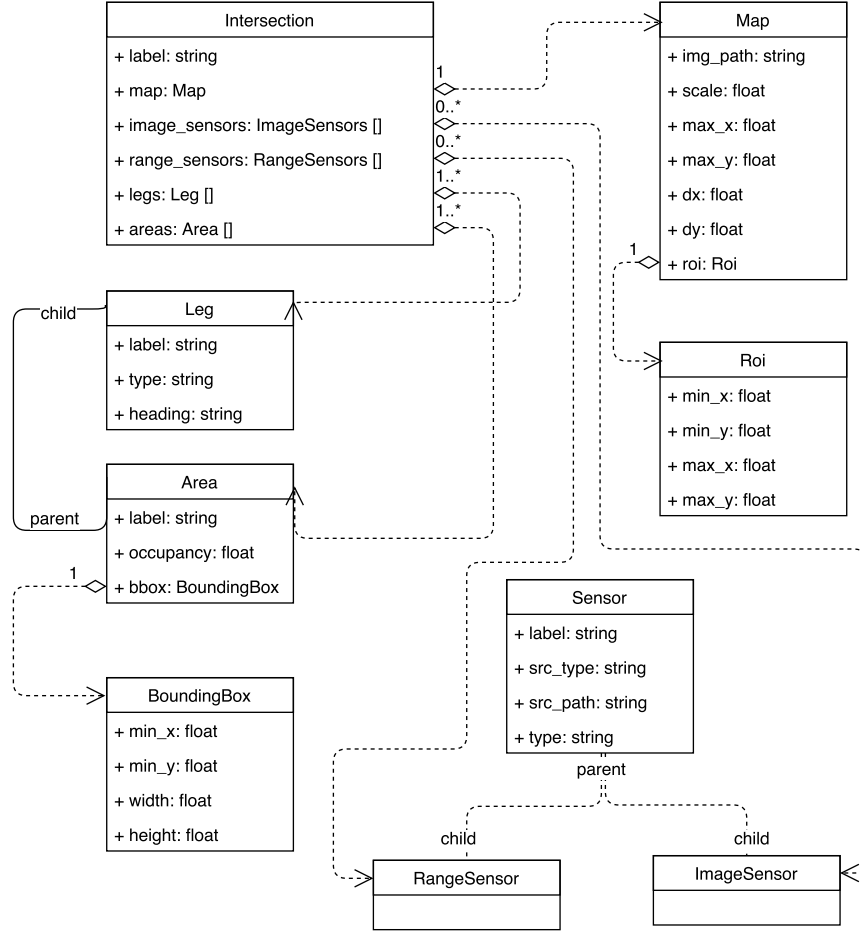 Intersection
+ label: string
+ map: Map
+ image_sensors: ImageSensors []
+ range_sensors: RangeSensors []
+ legs: Leg []
+ areas: Area []
1
0..*
0..*
1..*
1..*
Map
+ img_path: string
+ scale: float
+ max_x: float
+ max_y: float
+ dx: float
+ dy: float
+ roi: Roi
1
child
Leg
+ label: string
+ type: string
+ heading: string
Roi
+ min_x: float
+ min_y: float
+ max_x: float
+ max_y: float
parent
Area
+ label: string
+ occupancy: float
+ bbox: BoundingBox
1
Sensor
+ label: string
+ src_type: string
+ src_path: string
+ type: string
BoundingBox
+ min_x: float
+ min_y: float
+ width: float
+ height: float
parent
child
child
RangeSensor
ImageSensor